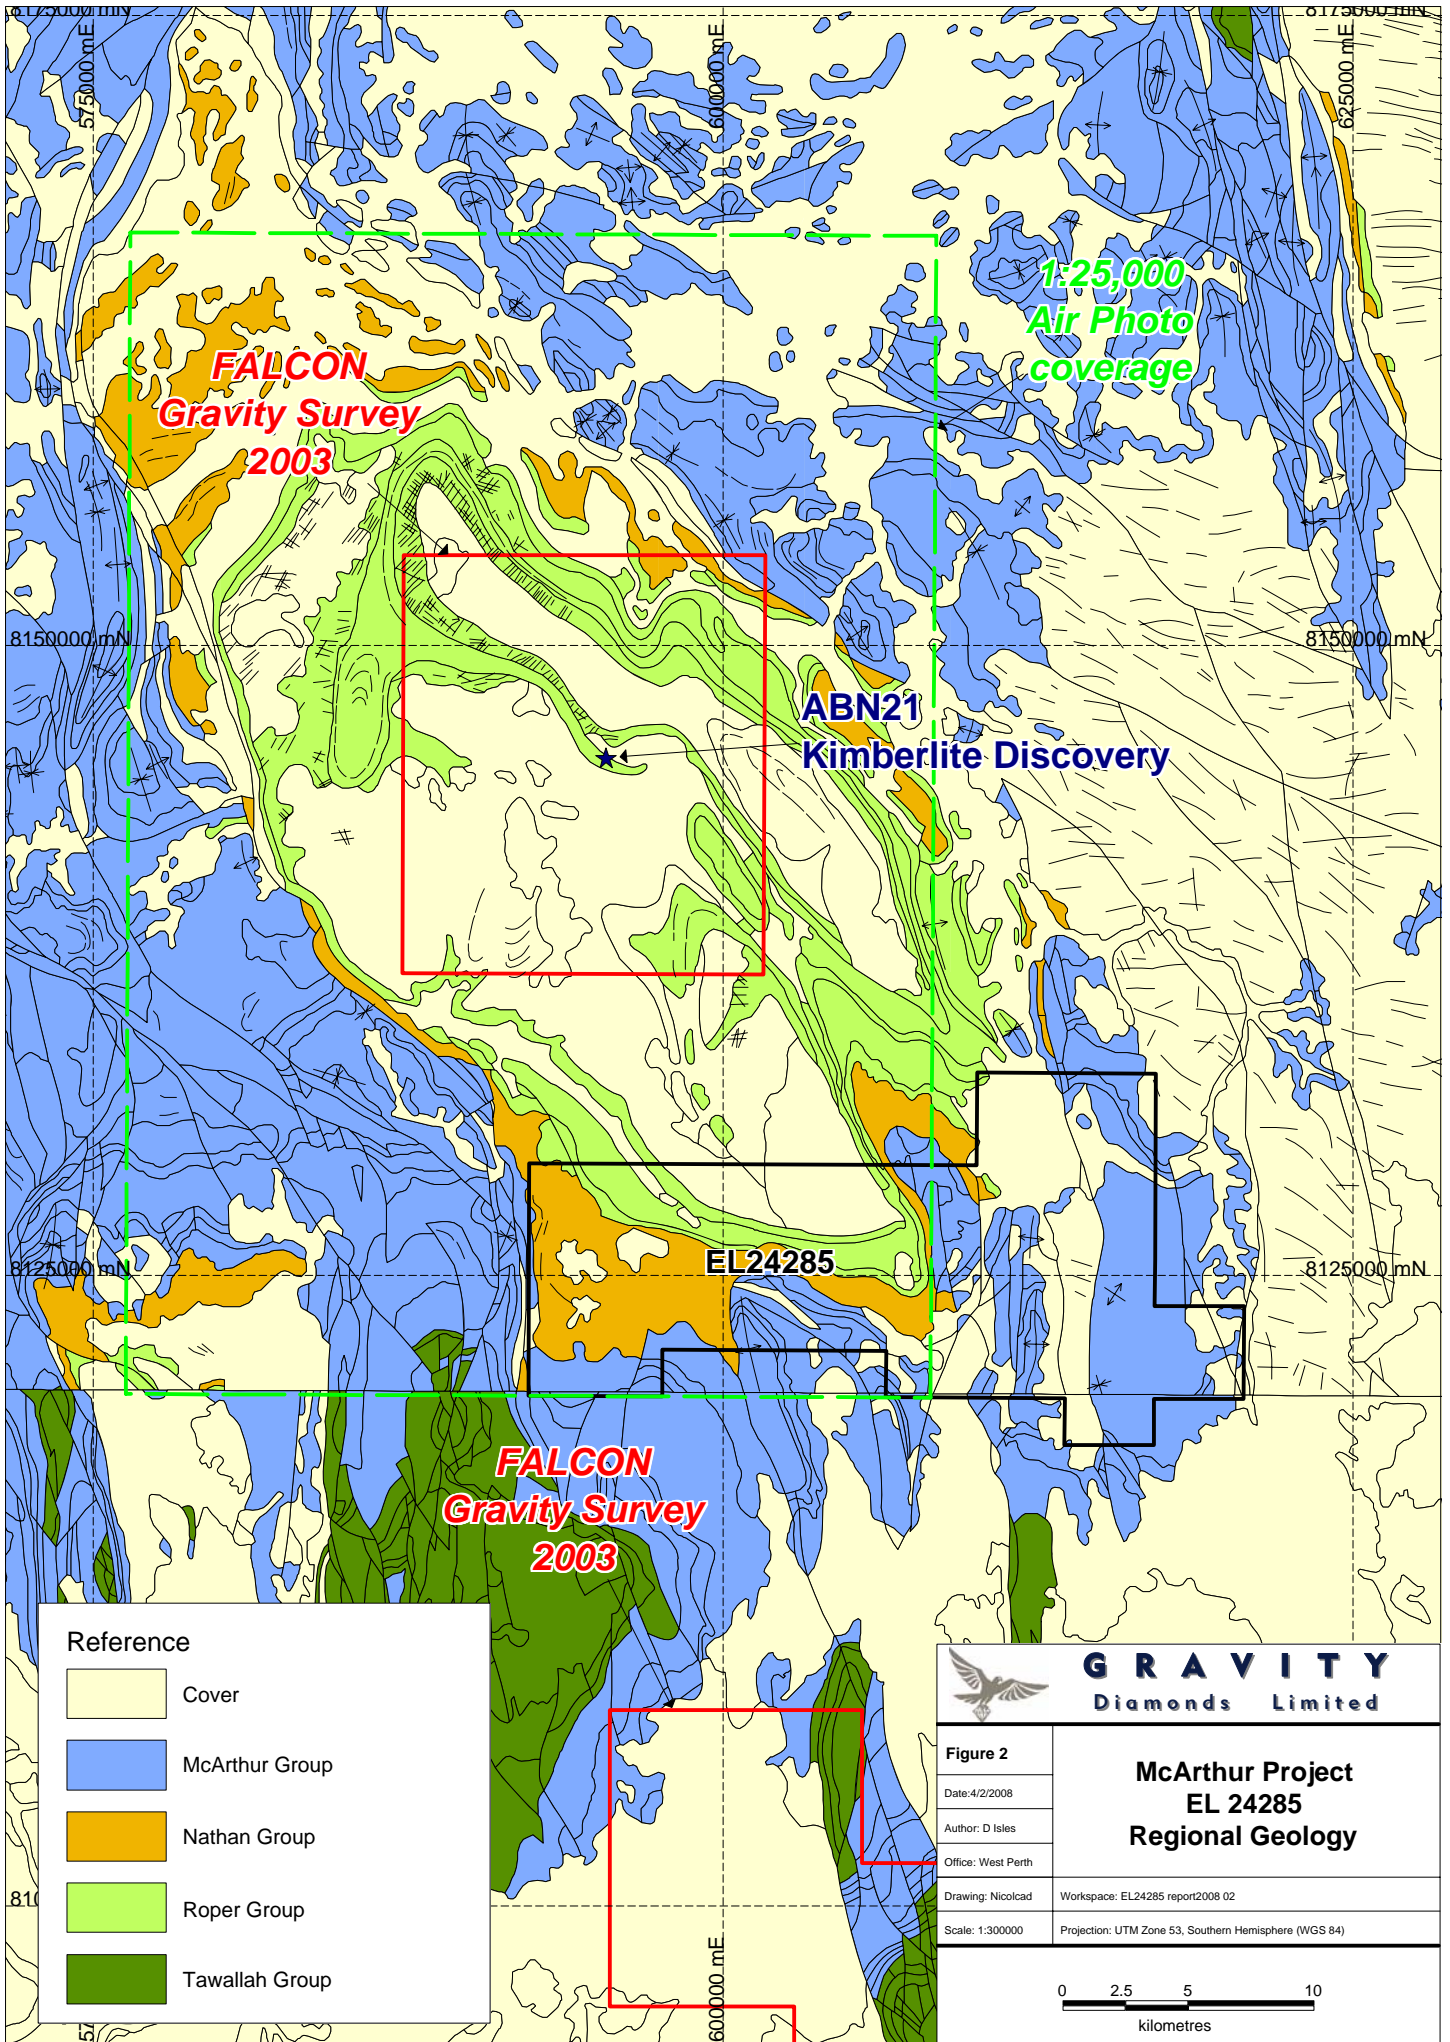 8175000 mN
8175000 mN
575000 mE
600000 mE
625000 mE
1:25,000
Air Photo
coverage
FALCON
Gravity Survey
2003
8150000 mN
8150000 mN
ABN21
Kimberlite Discovery
EL24285
8125000 mN
8125000 mN
FALCON
Gravity Survey
2003
Reference
Cover
McArthur Group
Nathan Group
Roper Group
Tawallah Group
810
57
600000 mE
GRAVITY
Diamonds Limited
Figure 2
Date:4/2/2008
Author: D Isles
Office: West Perth
Drawing: Nicolcad
Scale: 1:300000
McArthur Project
EL 24285
Regional Geology
Workspace: EL24285 report2008 02
Projection: UTM Zone 53, Southern Hemisphere (WGS 84)
0 2.5 5 10
kilometres